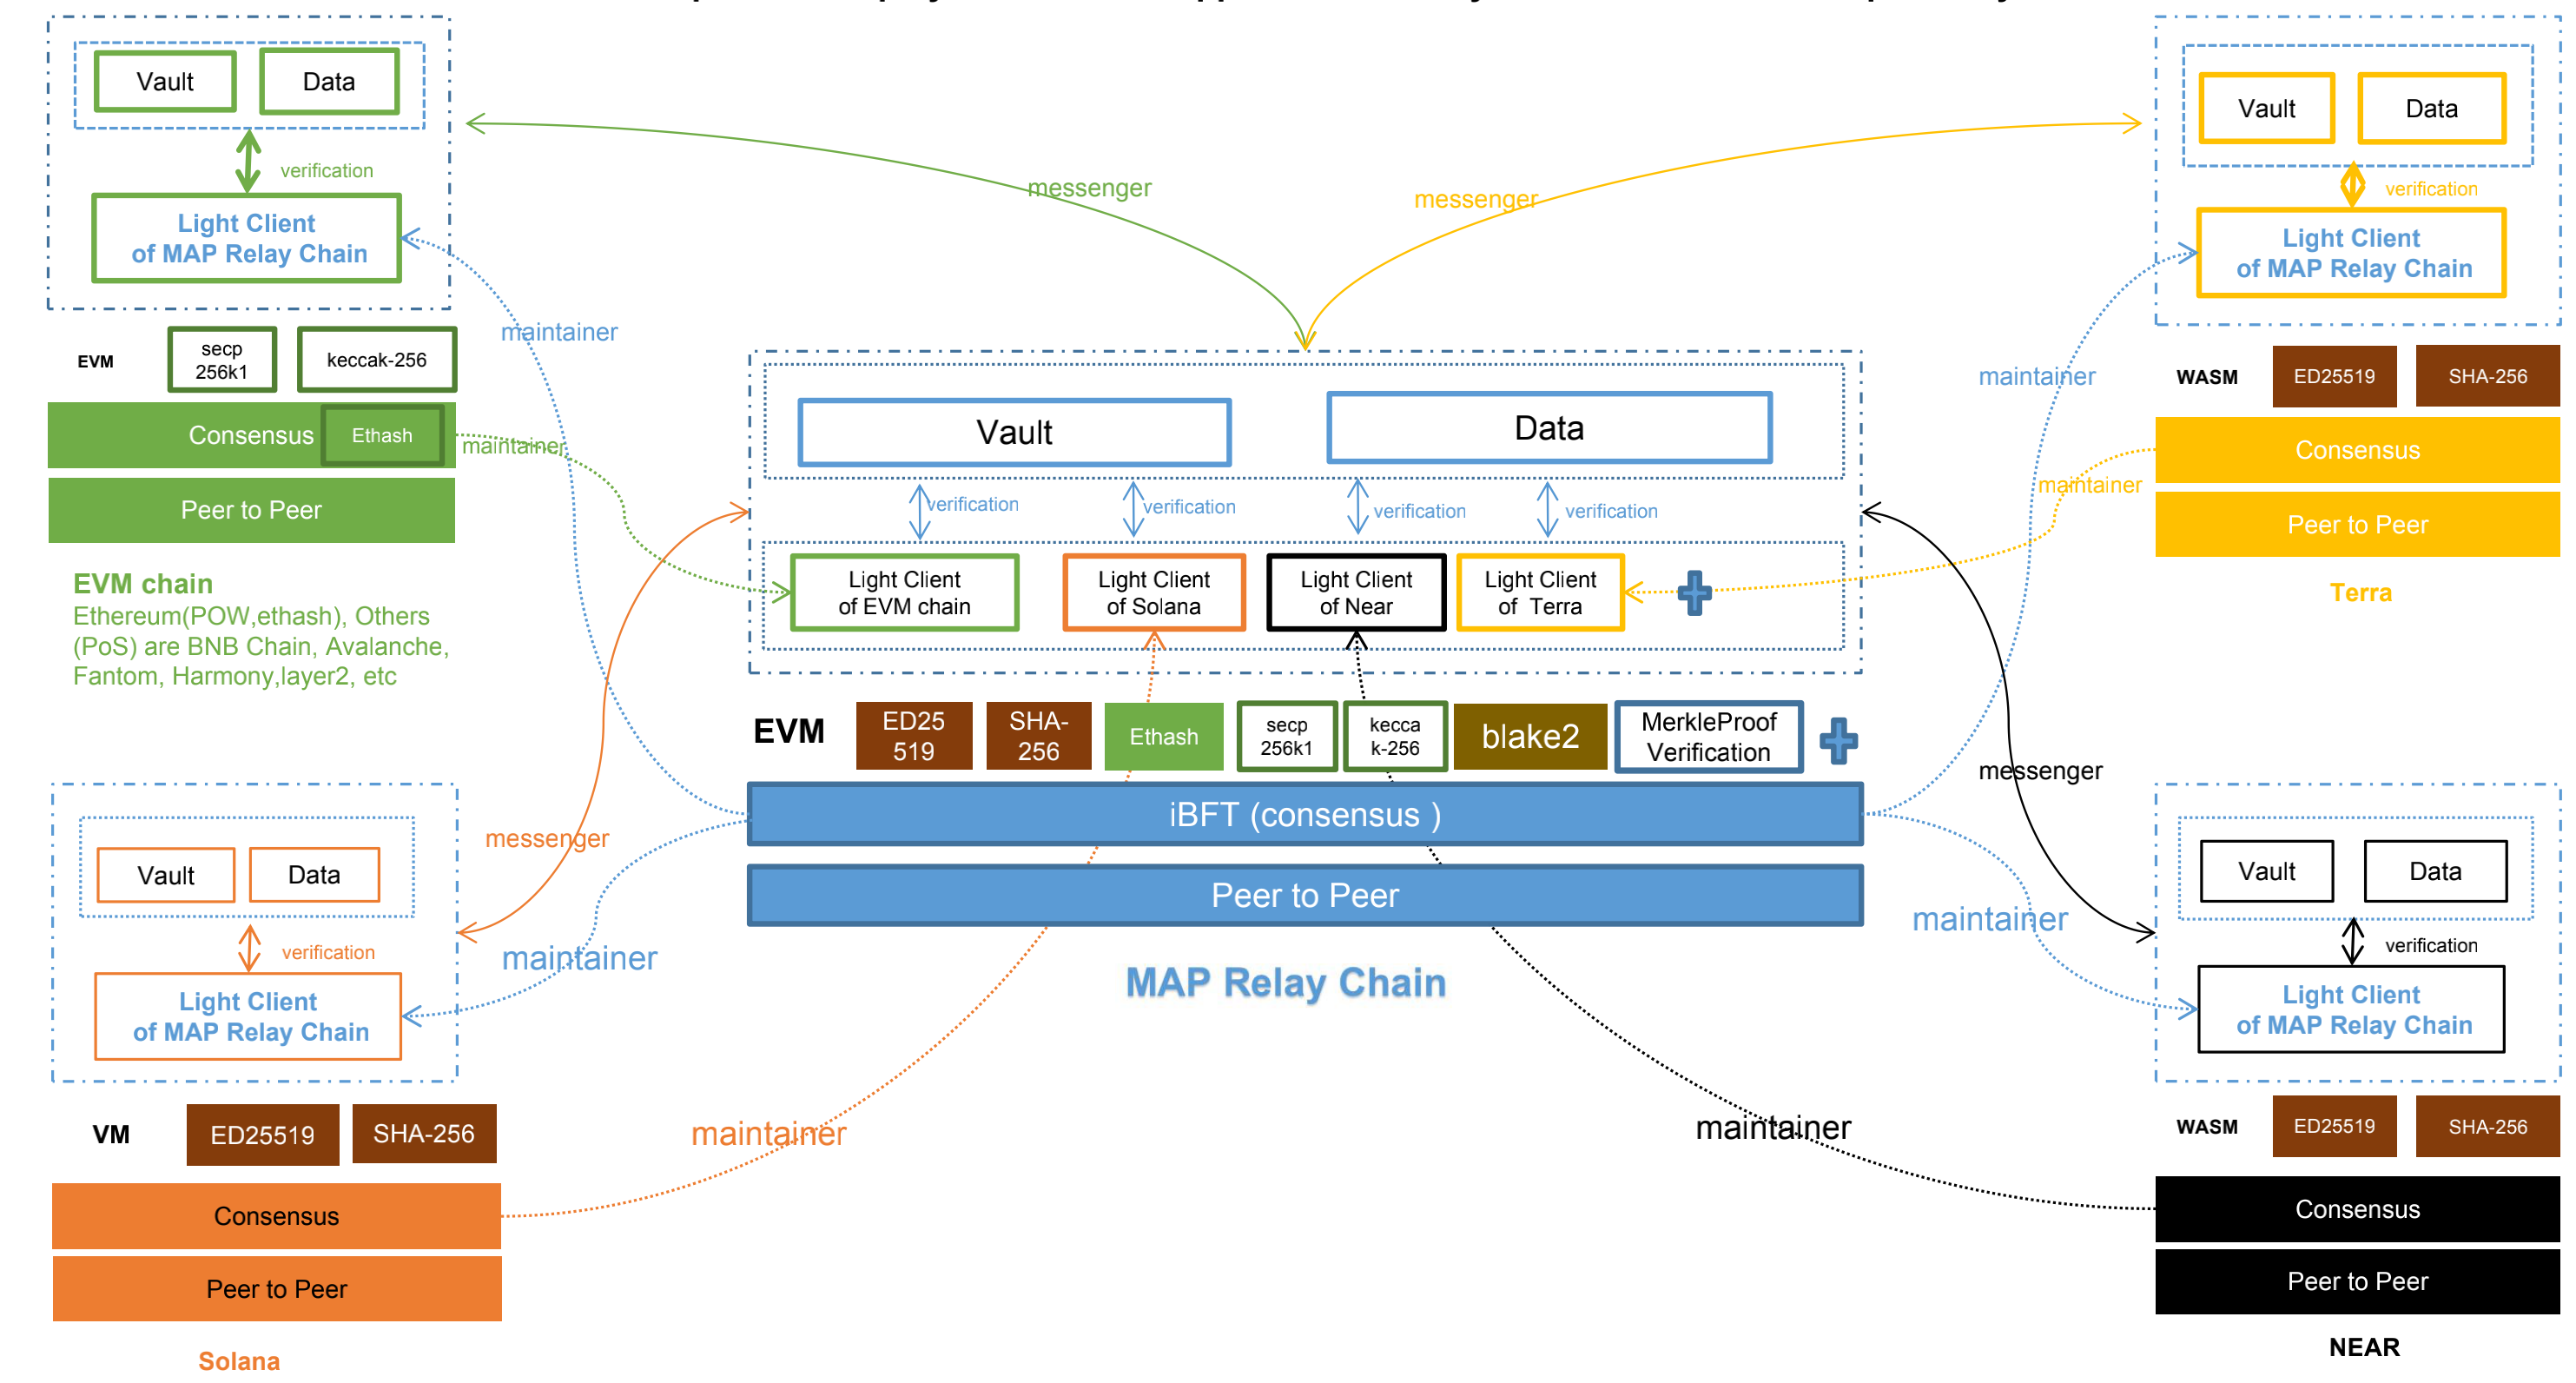 Vault
Data
verification
Light Client
of MAP Relay Chain
EVM
secp
256k1
keccak-256
Consensus
Ethash
Peer to Peer
EVM chain
Ethereum(POW,ethash), Others
(PoS) are BNB Chain, Avalanche,
Fantom, Harmony,layer2, etc
maintainer
maintainer
messenger
messenger
Vault
Data
verification
Light Client
of MAP Relay Chain
maintainer
WASM
ED25519
SHA-256
Consensus
maintainer
Peer to Peer
Terra
Vault
Data
verification
verification
verification
verification
Light Client
of EVM chain
Light Client
of Solana
Light Client
of Near
Light Client
of Terra
EVM
ED25
519
SHA-
256
Ethash
secp
256k1
kecca
k-256
blake2
MerkleProof
Verification
iBFT (consensus )
Peer to Peer
MAP Relay Chain
messenger
maintainer
maintainer
Vault
Data
verification
Light Client
of MAP Relay Chain
VM
ED25519
SHA-256
Consensus
Peer to Peer
Solana
messenger
maintainer
maintainer
Vault
Data
verification
Light Client
of MAP Relay Chain
WASM
ED25519
SHA-256
Consensus
Peer to Peer
NEAR